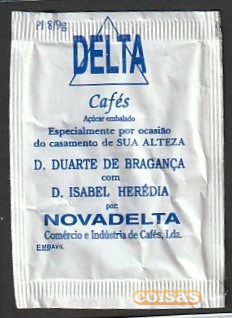 PI 8/9g
DELTA
Cafés
Açúcar embalado
Especialmente por ocasião
do casamento de SUA ALTEZA
D. DUARTE DE BRAGANÇA
com
D. ISABEL HERÉDIA
por:
NOVADELTA
Comércio e Indústria de Cafés, Lda.
EMBAVIL
coisas